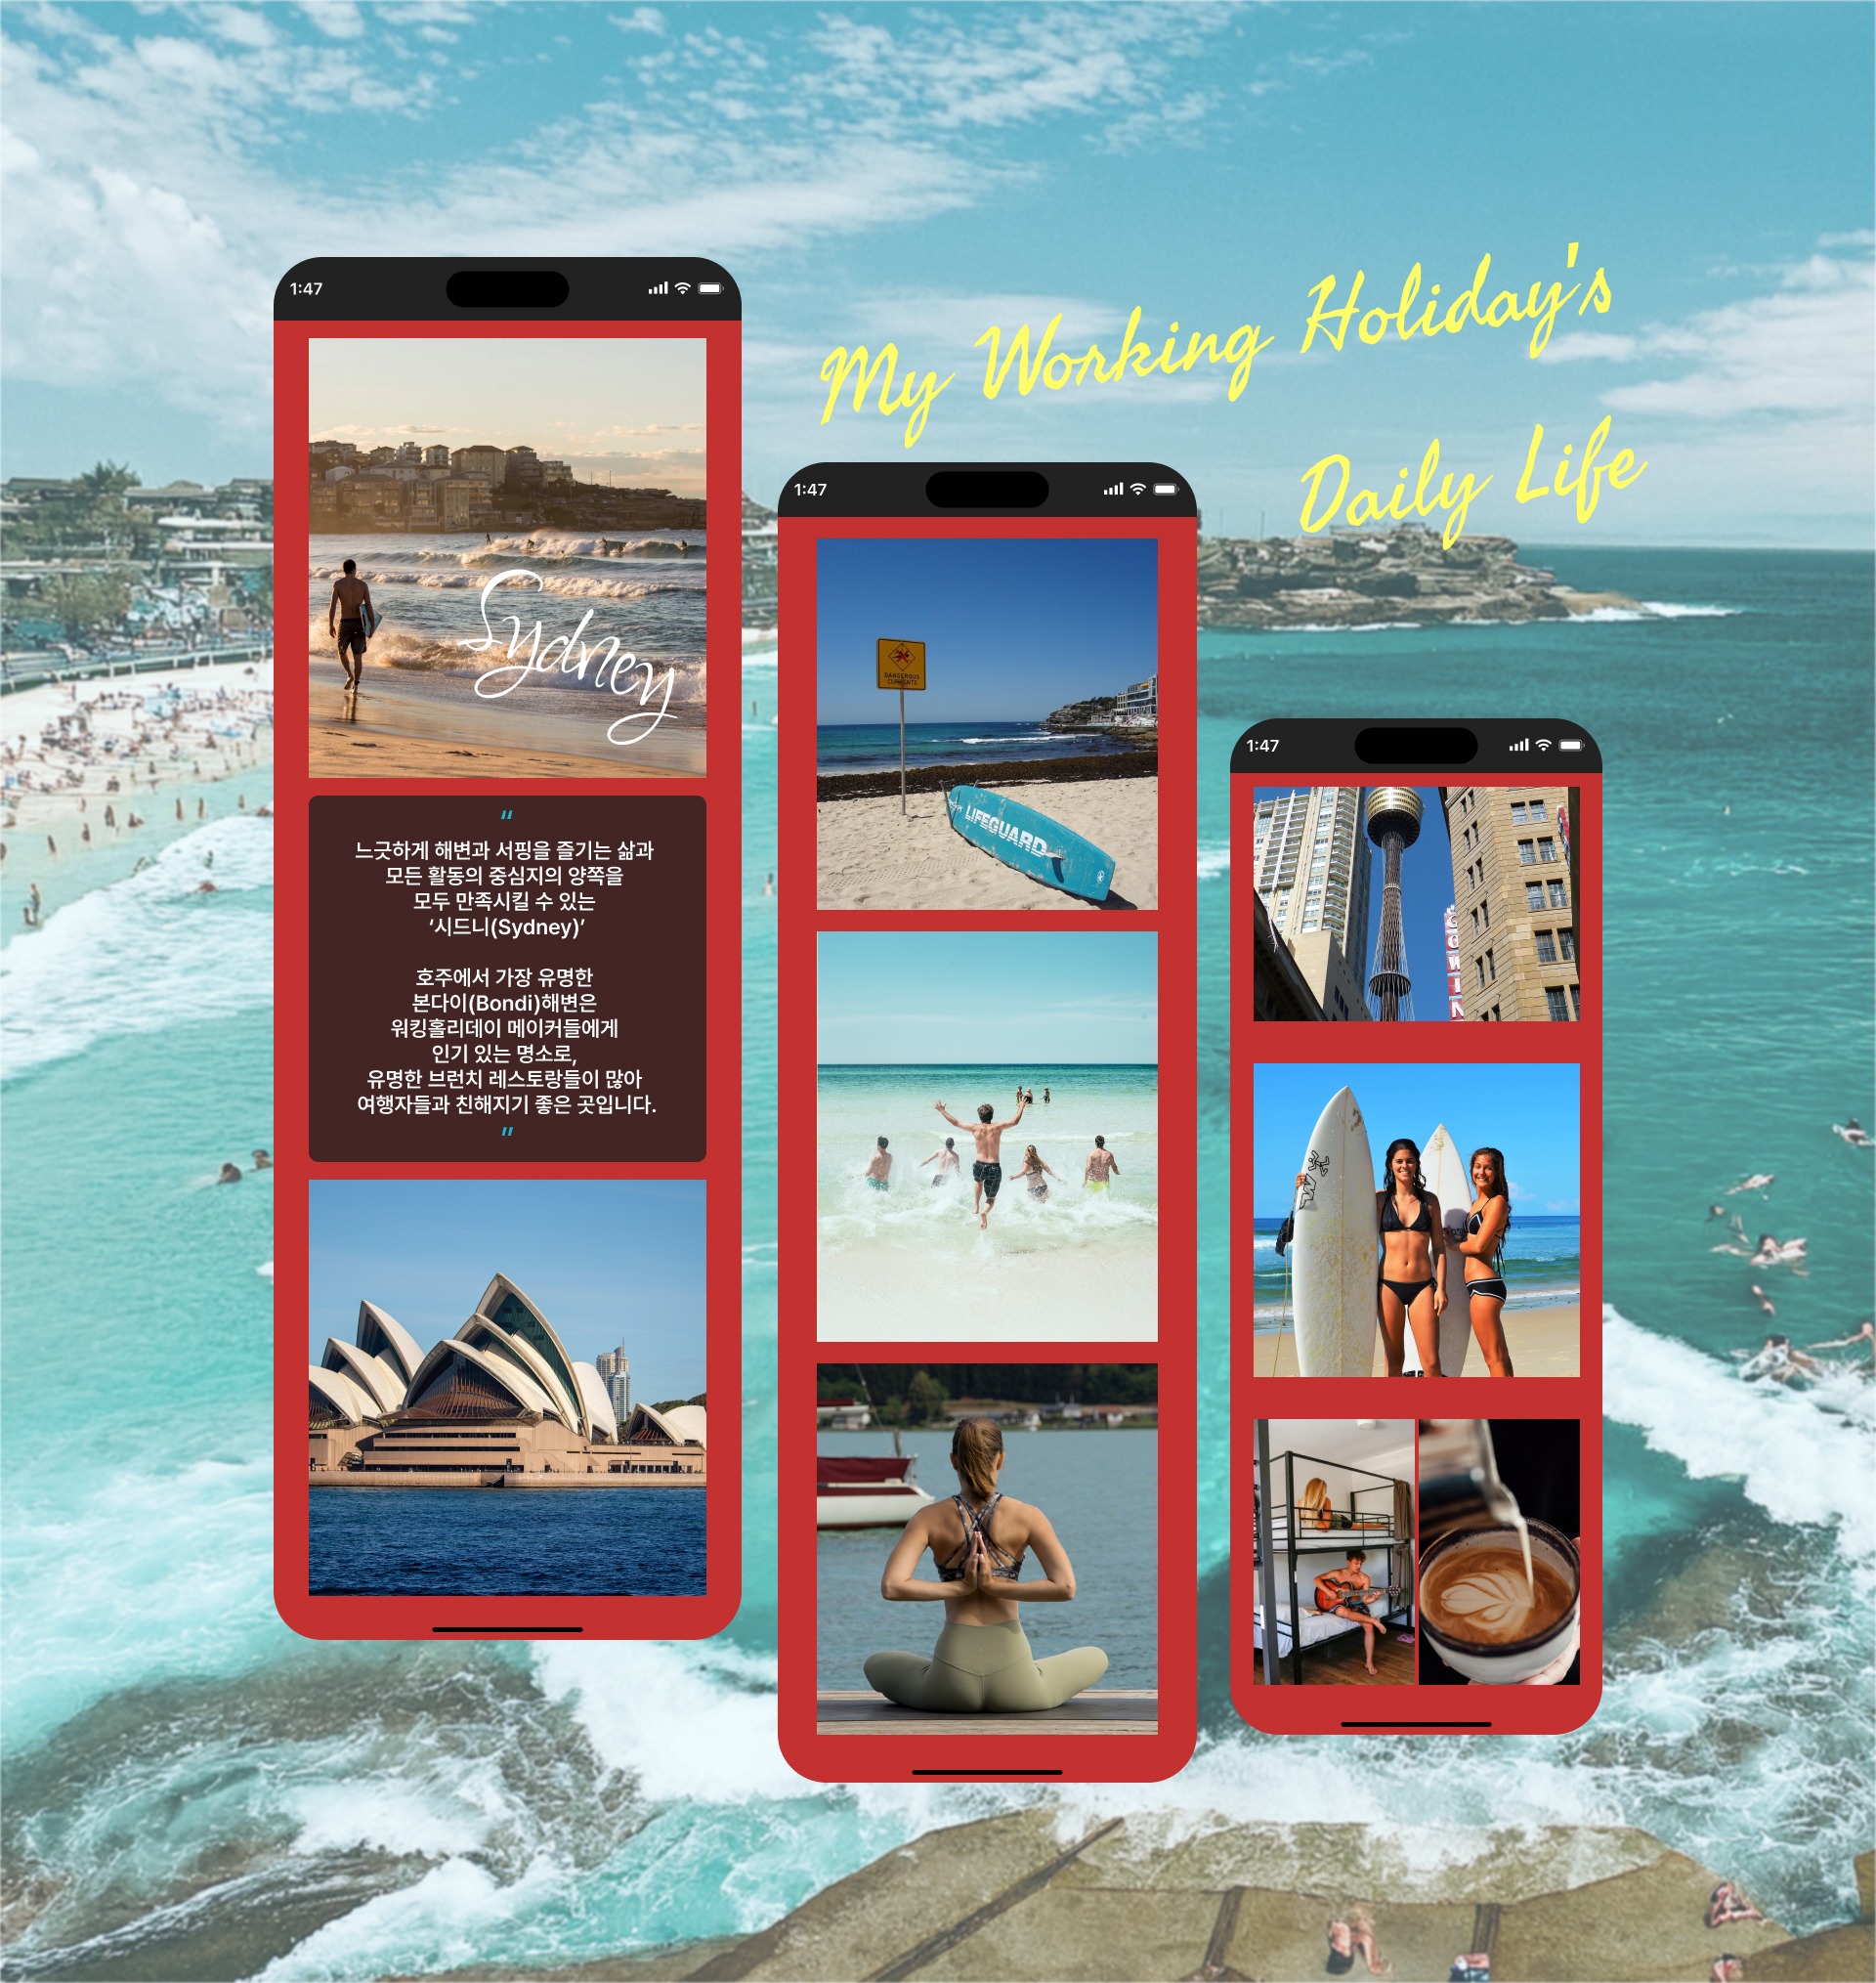 My Working Holiday's
Daily Life
1:47
Sydney
“
느긋하게 해변과 서핑을 즐기는 삶과
모든 활동의 중심지의 양쪽을
모두 만족시킬 수 있는
‘시드니(Sydney)’
호주에서 가장 유명한
본다이(Bondi)해변은
워킹홀리데이 메이커들에게
인기 있는 명소로,
유명한 브런치 레스토랑들이 많아
여행자들과 친해지기 좋은 곳입니다.
”
1:47
DANGEROUS
CURRENTS
LIFEGUARD
1:47
GOWIN